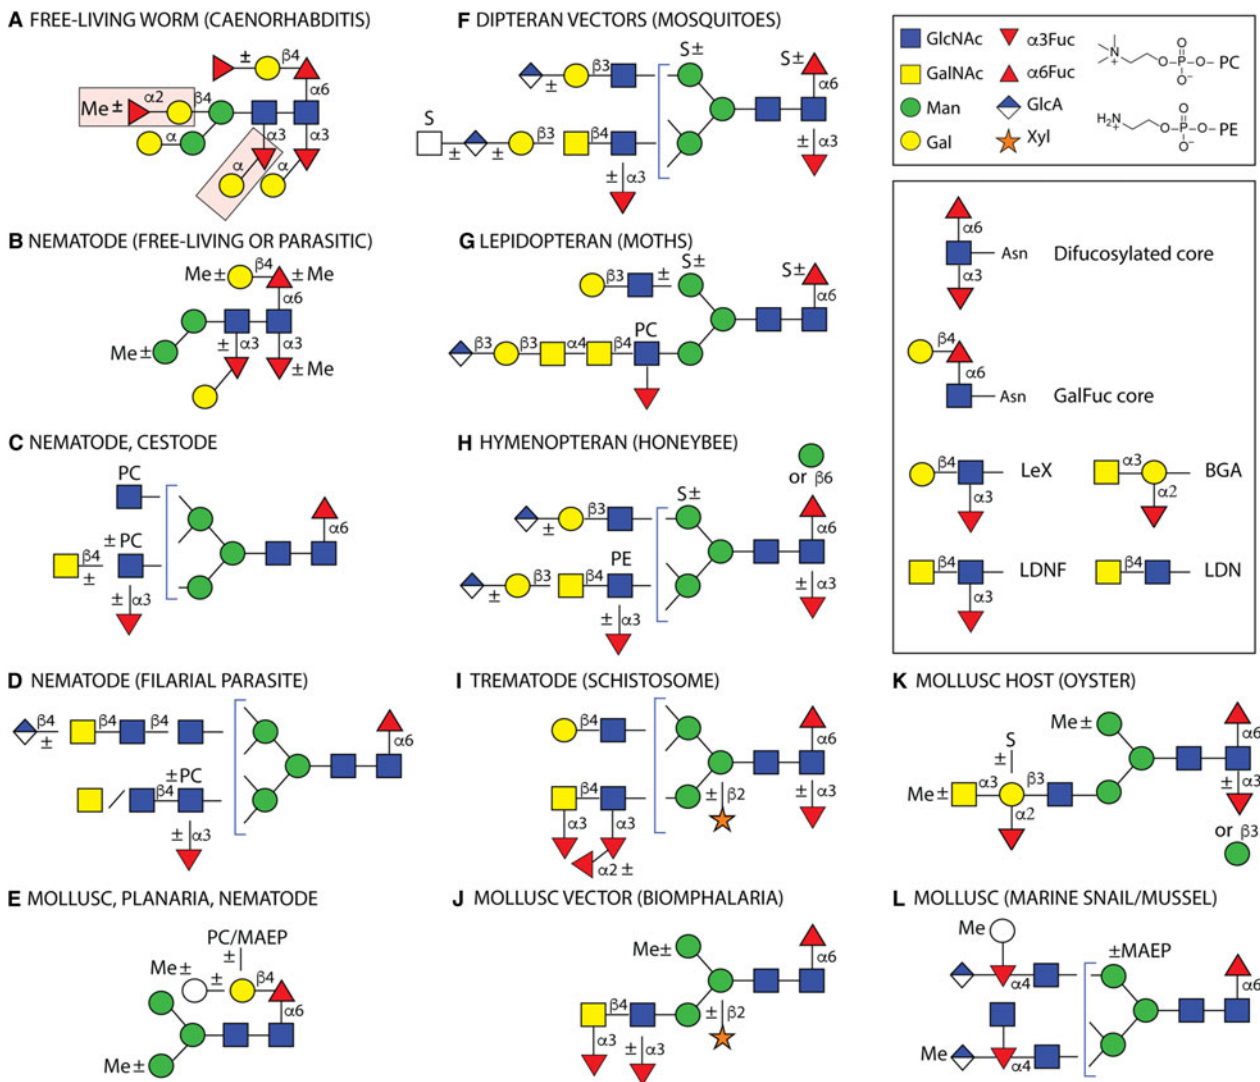 A FREE-LIVING WORM (CAENORHABDITIS)
± β4
α6
Me ± α2 β4
α α3 α3
α α
B NEMATODE (FREE-LIVING OR PARASITIC)
Me ± β4 ± Me
α6
Me ± ± α3 α3
± Me
C NEMATODE, CESTODE
PC
α6
β4 ± PC
±
± α3
D NEMATODE (FILARIAL PARASITE)
β4 β4 β4
±
α6
± PC
β4
± α3
E MOLLUSC, PLANARIA, NEMATODE
PC/MAEP
±
Me ± ± β4
α6
Me ±
F DIPTERAN VECTORS (MOSQUITOES)
S ± S ±
β3
±
α6
S
β3 β4
± ±
± α3
± α3
G LEPIDOPTERAN (MOTHS)
S ± S ±
β3 ±
α6
PC
β3 β3 α4 β4
H HYMENOPTERAN (HONEYBEE)
or β6
S ±
β3
±
α6
PE
β3 β4
±
± α3
± α3
I TREMATODE (SCHISTOSOME)
β4
α6
β4
± β2 α3
α3 α3
α2 ±
J MOLLUSC VECTOR (BIOMPHALARIA)
Me ±
α6
β4
± β2
α3 ± α3
GlcNAc α3Fuc
GalNAc α6Fuc
Man GlcA
Gal Xyl
N+ O P O O− O PC
H2N+ O P O O− O PE
α6
Asn Difucosylated core
α3
β4
α6
Asn GalFuc core
β4 LeX α3 BGA
α3 α2
β4 LDNF β4 LDN
α3
K MOLLUSC HOST (OYSTER)
Me ±
S
±
α6
Me ± α3 β3
± α3
α2
or β3
L MOLLUSC (MARINE SNAIL/MUSSEL)
Me
±MAEP
α4
α6
Me
α4